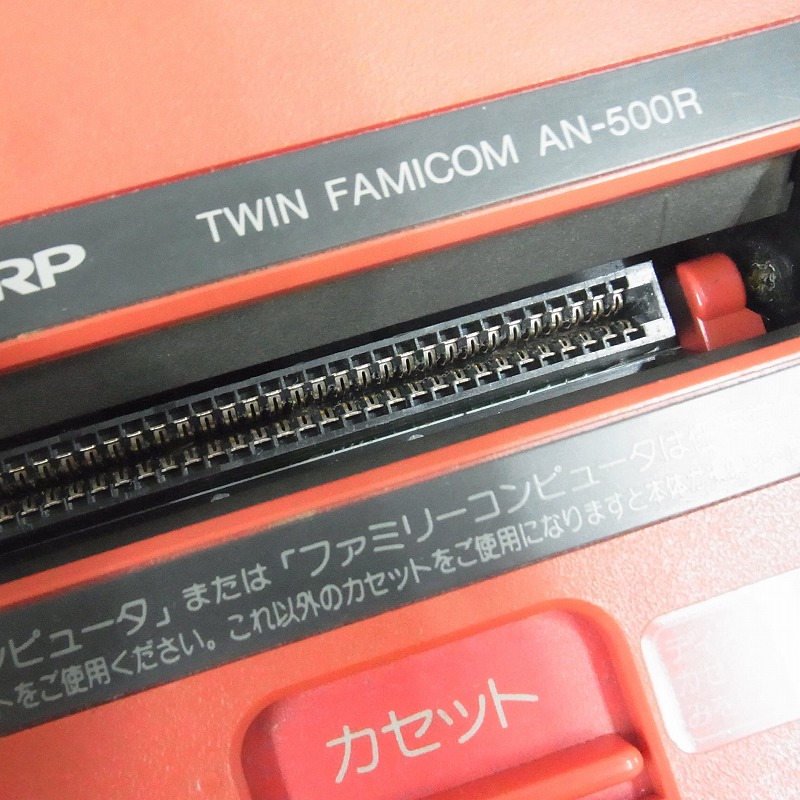 TWIN FAMICOM AN-500R
RP
ンピュータ」または「ファミリーコンピュータは
をご使用ください。これ以外のカセットをご使用になりますと本体が
カセット